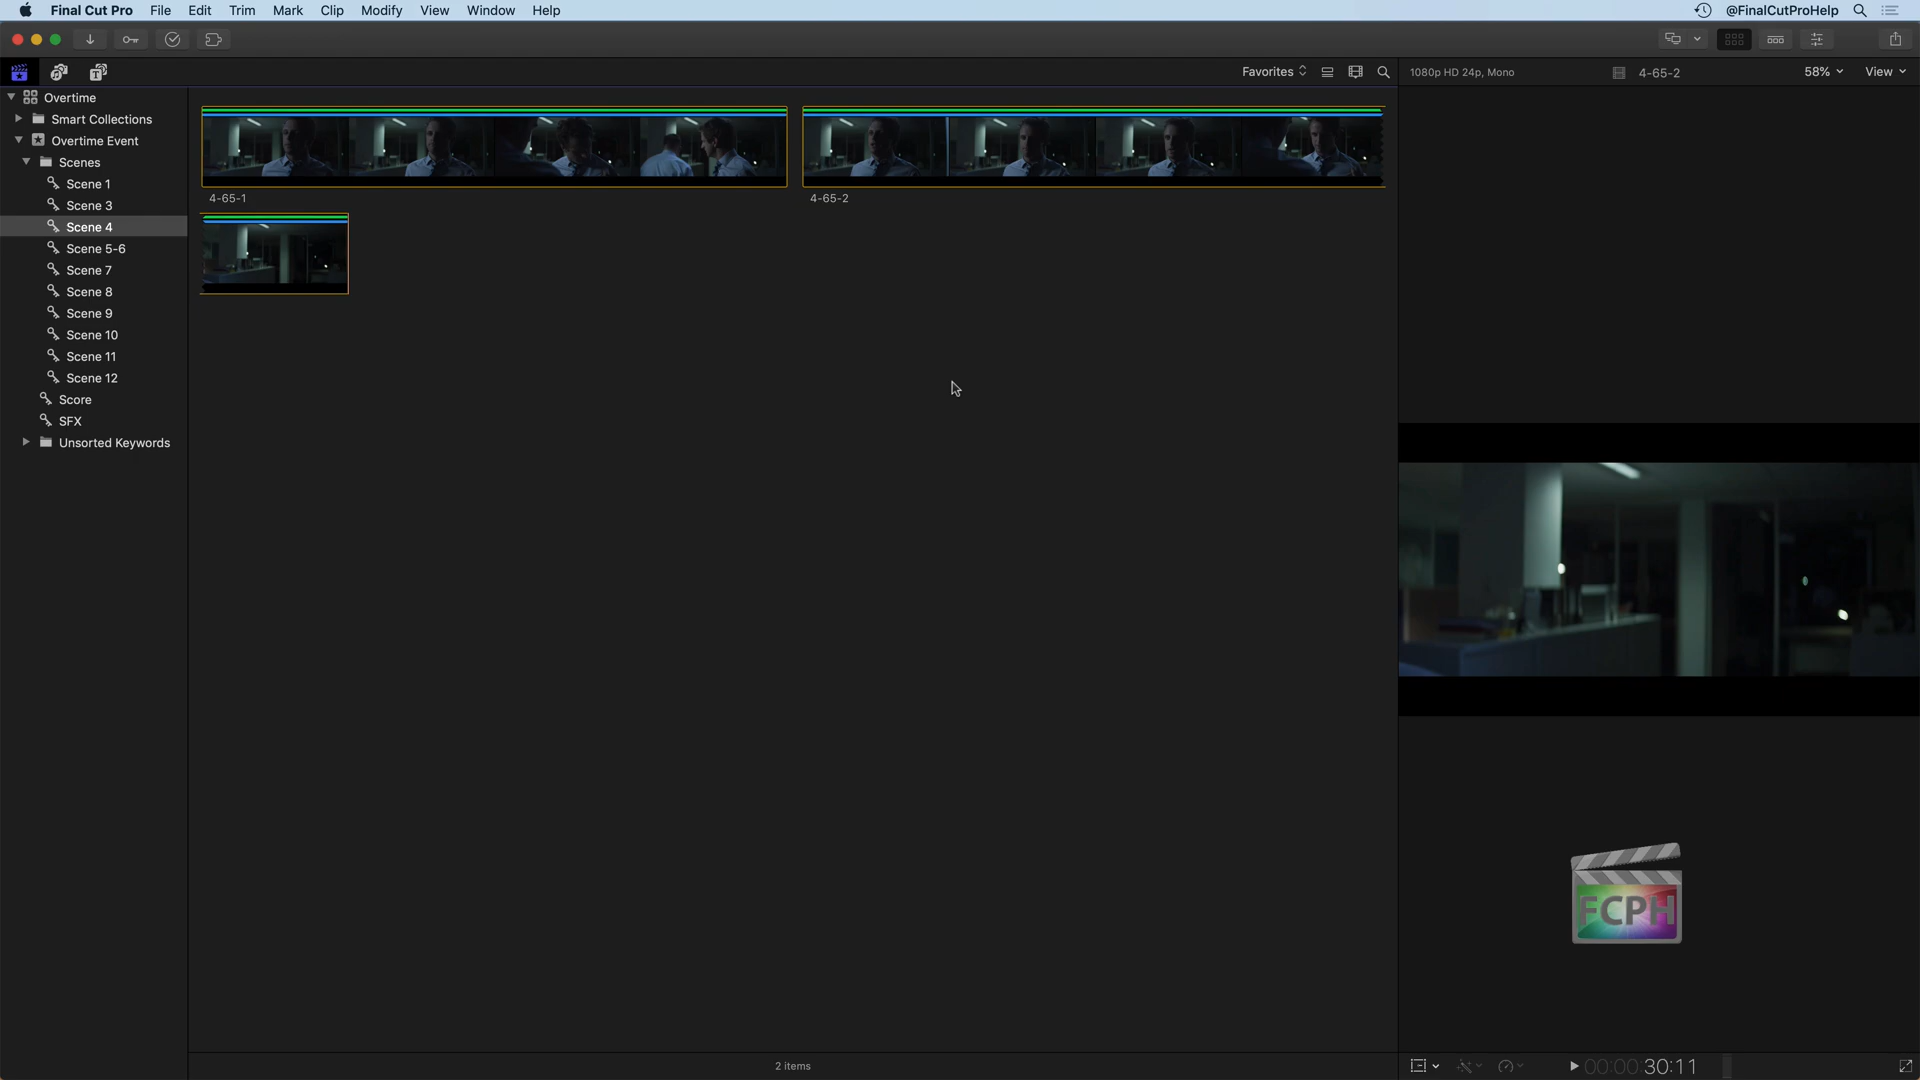 Final Cut Pro File Edit Trim Mark Clip Modify View Window Help @FinalCutProHelp
Favorites 1080p HD 24p, Mono 4-65-2 58% View
Overtime
Smart Collections
Overtime Event
Scenes
Scene 1
Scene 3
Scene 4
Scene 5-6
Scene 7
Scene 8
Scene 9
Scene 10
Scene 11
Scene 12
Score
SFX
Unsorted Keywords
4-65-1 4-65-2
FCPH
2 items
00:00:30:11